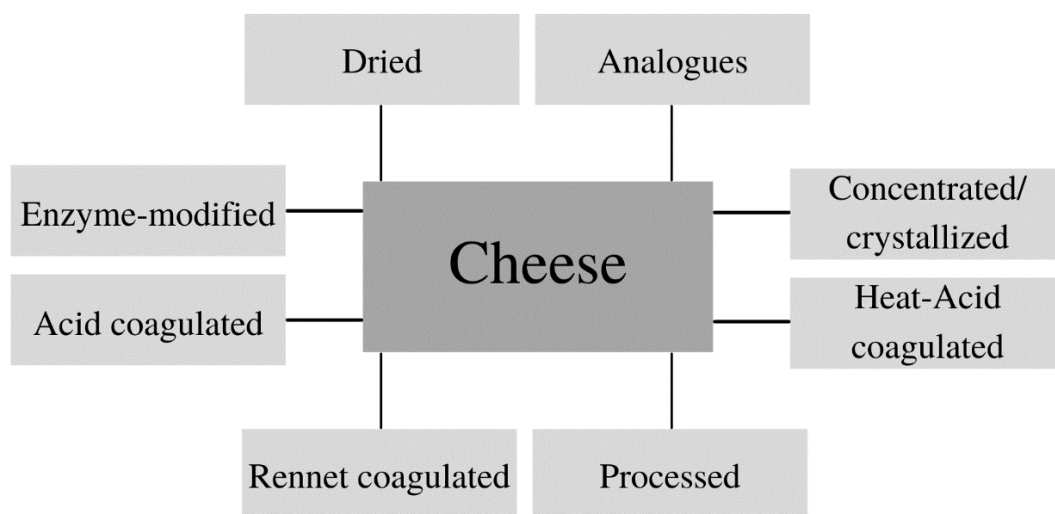 Dried
Analogues
Enzyme-modified
Concentrated/
crystallized
Cheese
Acid coagulated
Heat-Acid
coagulated
Rennet coagulated
Processed